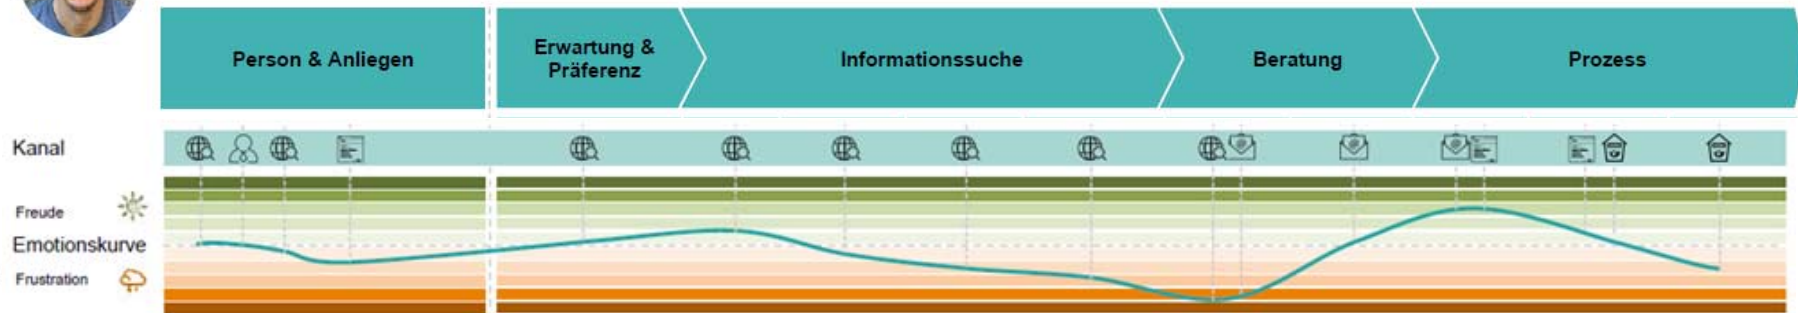 Person & Anliegen
Erwartung &
Präferenz
Informationssuche
Beratung
Prozess
Kanal
Freude
Emotionskurve
Frustration